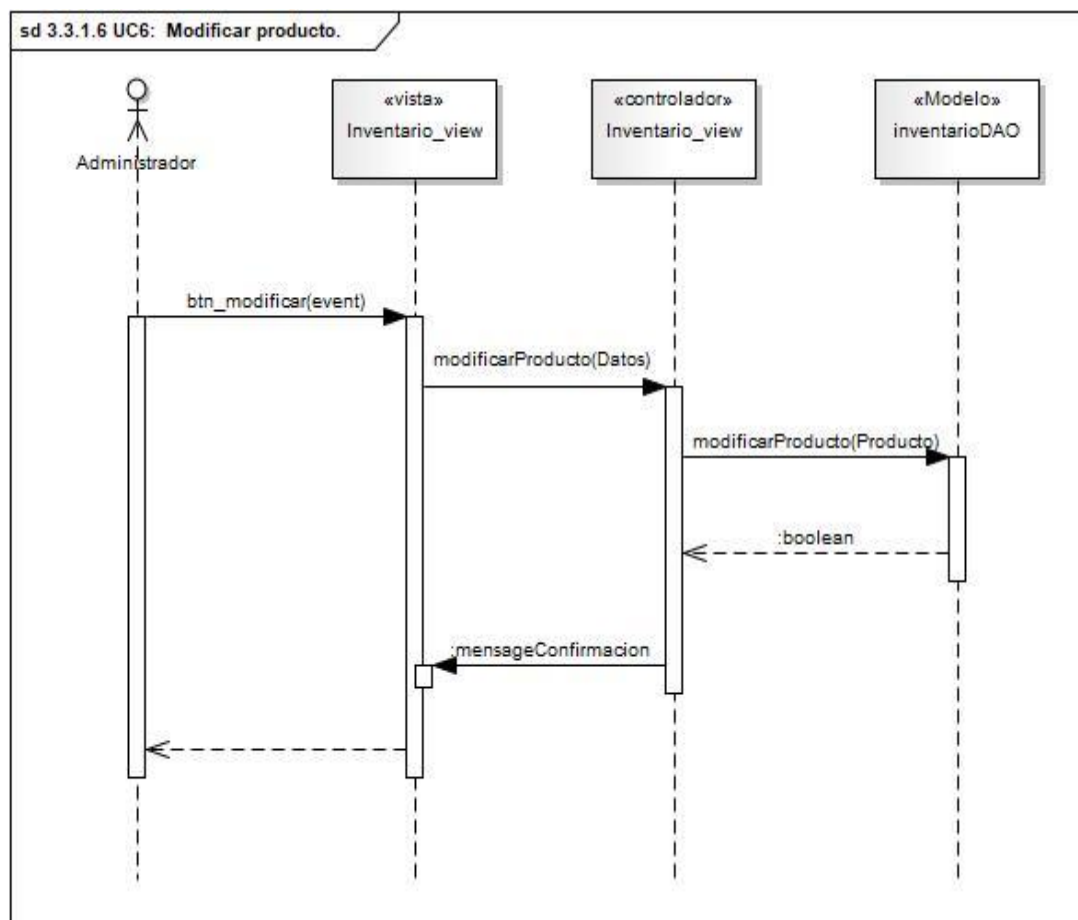 sd 3.3.1.6 UC6: Modificar producto.
Administrador
«vista»
Inventario_view
«controlador»
Inventario_view
«Modelo»
inventarioDAO
btn_modificar(event)
modificarProducto(Datos)
modificarProducto(Producto)
:boolean
:mensageConfirmacion